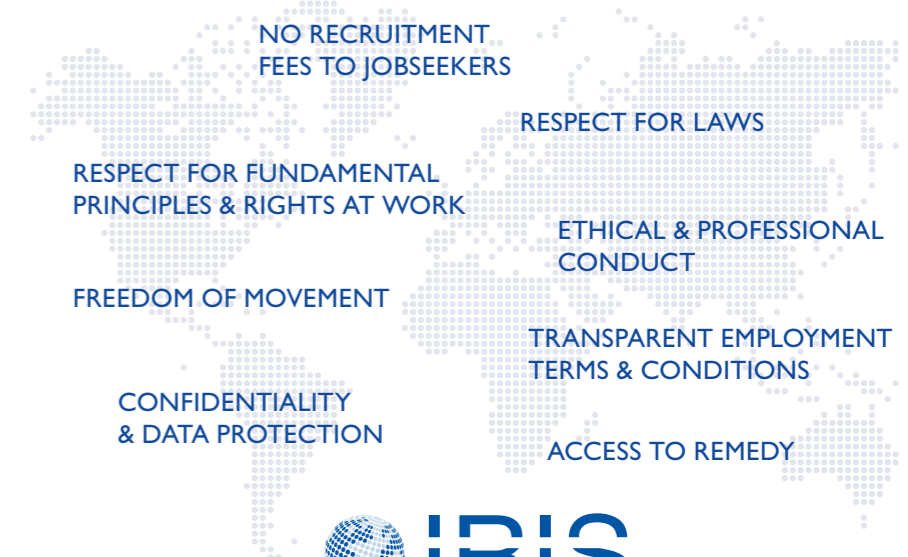 NO RECRUITMENT
FEES TO JOBSEEKERS
RESPECT FOR LAWS
RESPECT FOR FUNDAMENTAL
PRINCIPLES & RIGHTS AT WORK
ETHICAL & PROFESSIONAL
CONDUCT
FREEDOM OF MOVEMENT
TRANSPARENT EMPLOYMENT
TERMS & CONDITIONS
CONFIDENTIALITY
& DATA PROTECTION
ACCESS TO REMEDY
IRIS